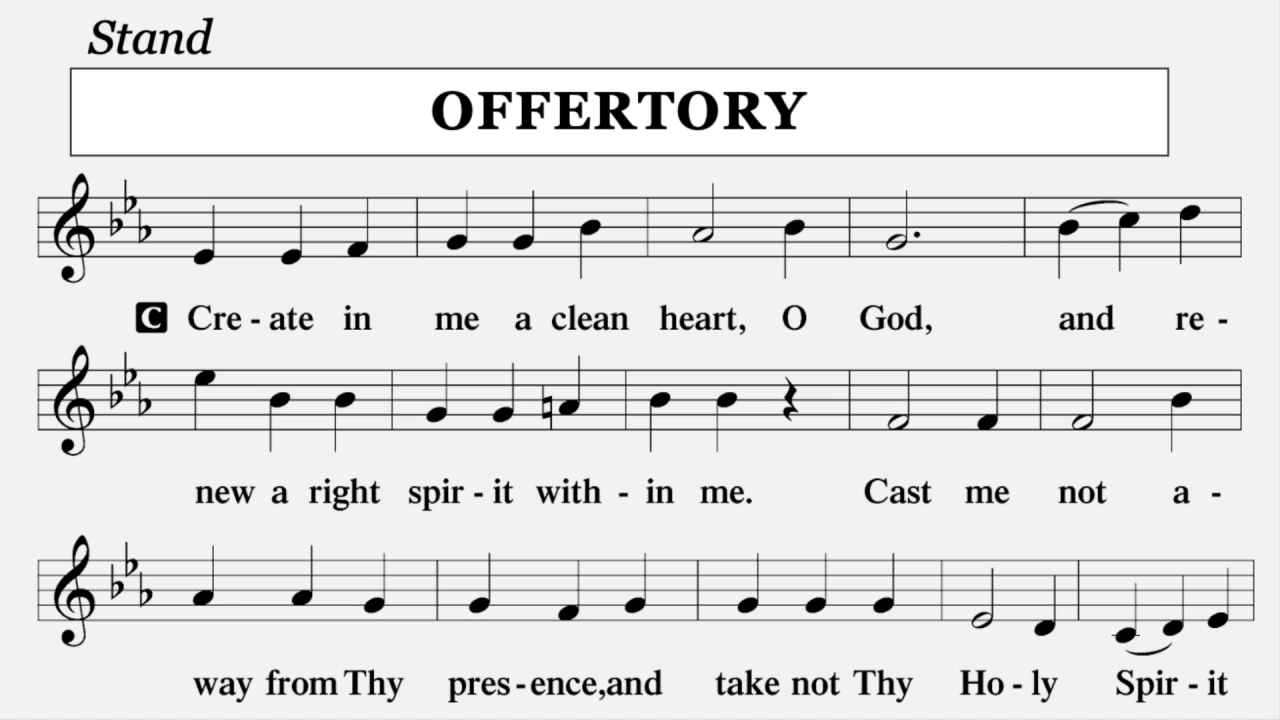 Stand
OFFERTORY
C Cre - ate in me a clean heart, O God, and re -
new a right spir - it with - in me. Cast me not a -
way from Thy pres - ence, and take not Thy Ho - ly Spir - it